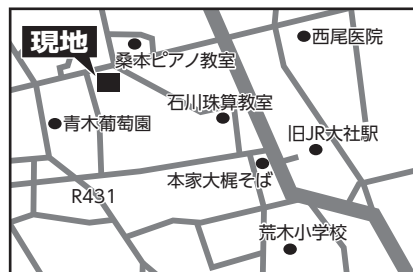 現地
桑本ピアノ教室
西尾医院
石川珠算教室
青木葡萄園
旧JR大社駅
本家大梶そば
R431
荒木小学校